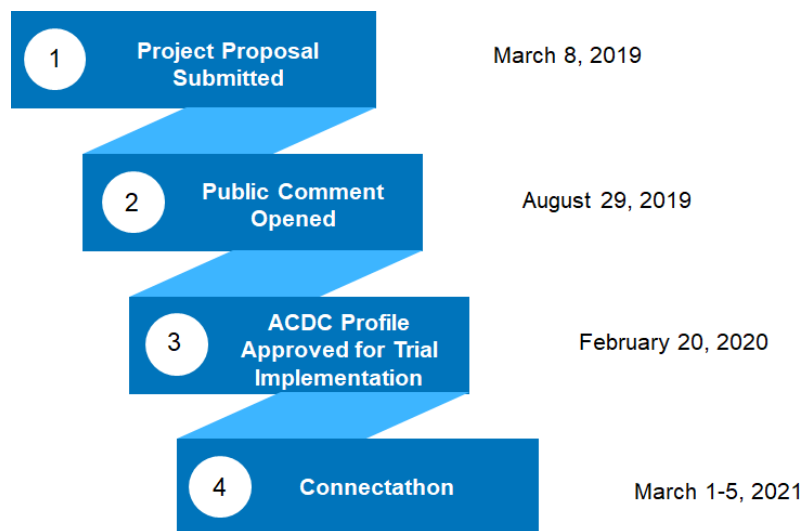 1
Project Proposal
Submitted
March 8, 2019
2
Public Comment
Opened
August 29, 2019
3
ACDC Profile
Approved for Trial
Implementation
February 20, 2020
4
Connectathon
March 1-5, 2021